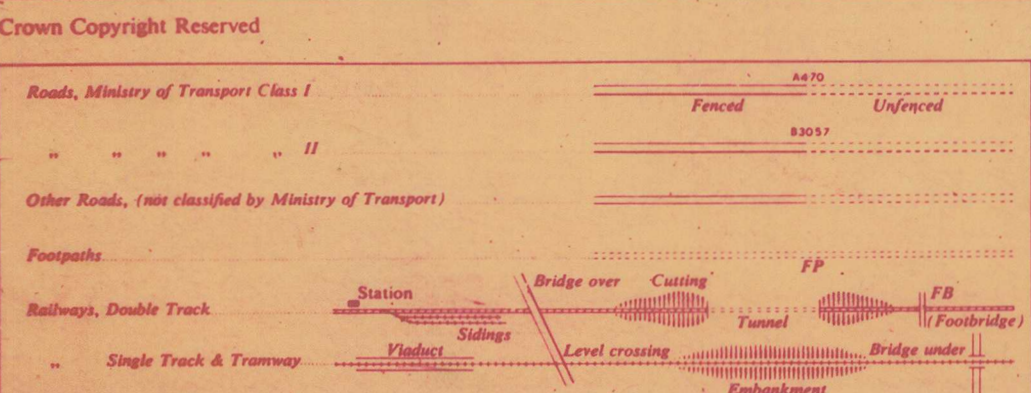 Crown Copyright Reserved
A470
Roads, Ministry of Transport Class I
Fenced Unfenced
B3057
„ „ „ „ „ II
Other Roads, (not classified by Ministry of Transport)
Footpaths
FP
Bridge over Cutting
Station FB
Railways, Double Track
Tunnel (Footbridge)
Sidings
Viaduct Level crossing Bridge under
„ Single Track & Tramway
Embankment